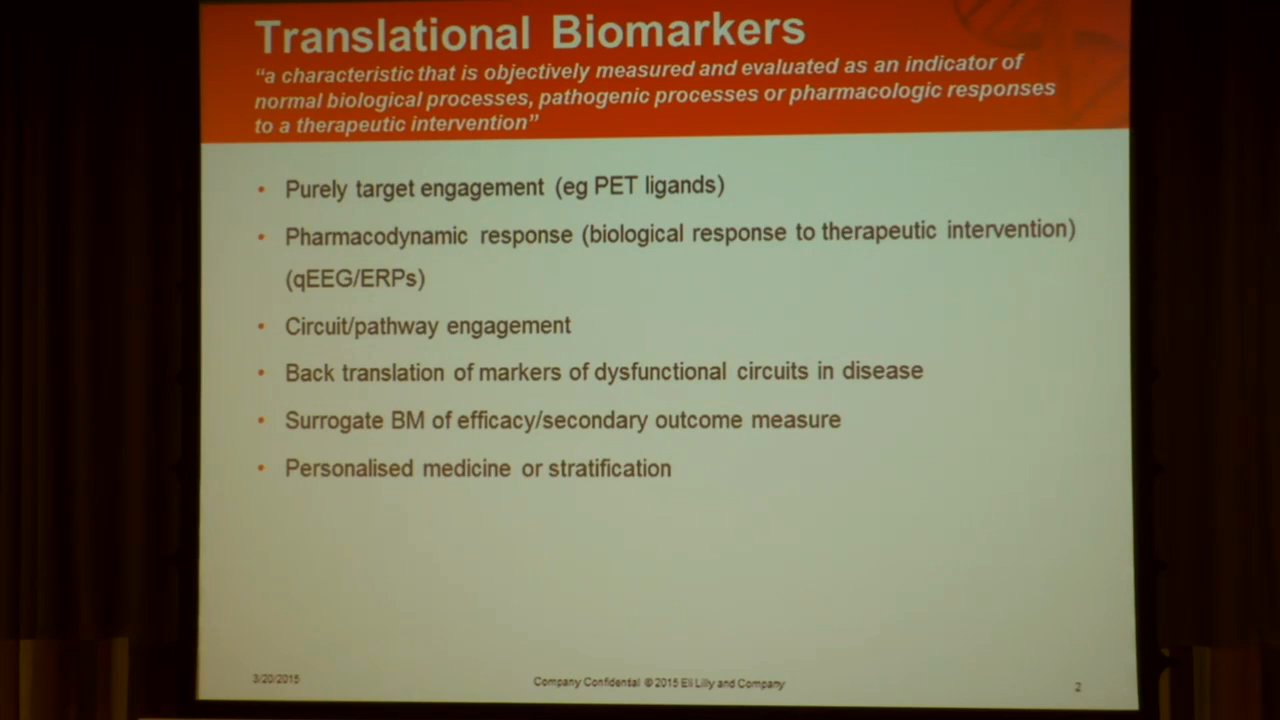 Translational Biomarkers
“a characteristic that is objectively measured and evaluated as an indicator of
normal biological processes, pathogenic processes or pharmacologic responses
to a therapeutic intervention”
• Purely target engagement (eg PET ligands)
• Pharmacodynamic response (biological response to therapeutic intervention)
(qEEG/ERPs)
• Circuit/pathway engagement
• Back translation of markers of dysfunctional circuits in disease
• Surrogate BM of efficacy/secondary outcome measure
• Personalised medicine or stratification
3/20/2015
Company Confidential © 2015 Eli Lilly and Company
2